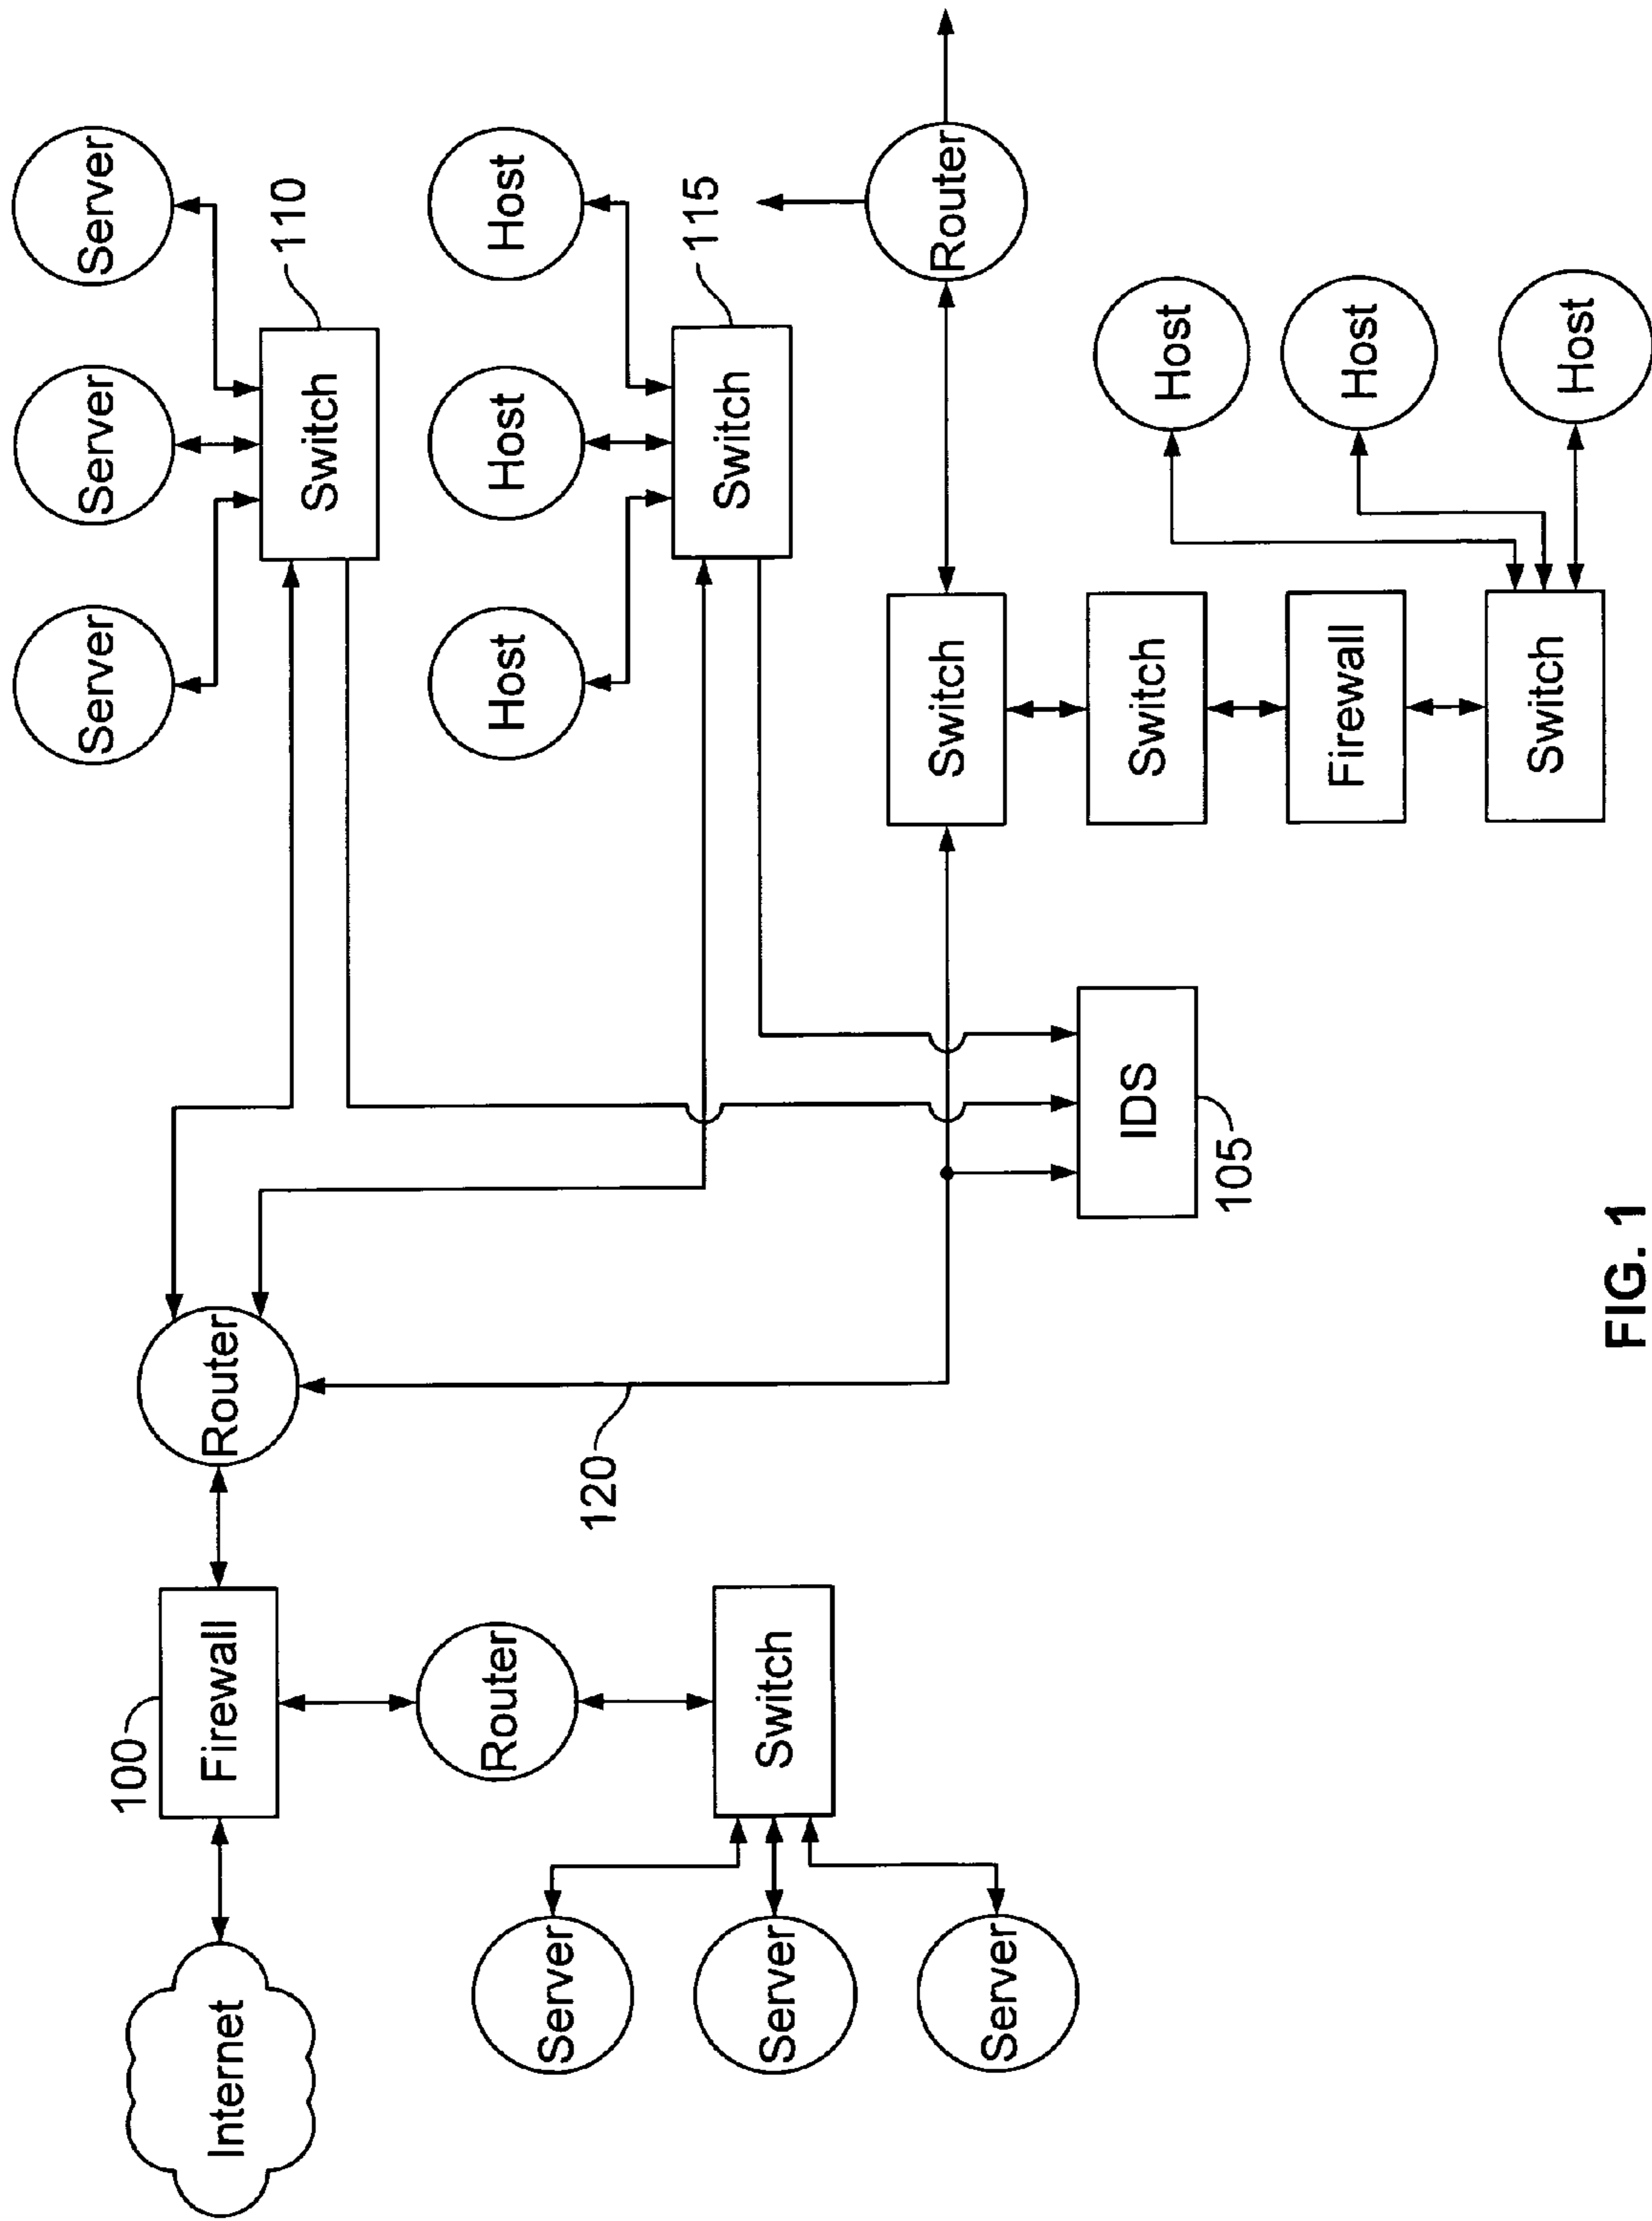 Server
Server
Server
110
Switch
Host
Host
Host
115
Switch
Router
Internet
100
Firewall
Router
120
Router
Switch
Server
Server
Server
Switch
Switch
Firewall
Switch
Host
Host
Host
IDS
105
FIG. 1